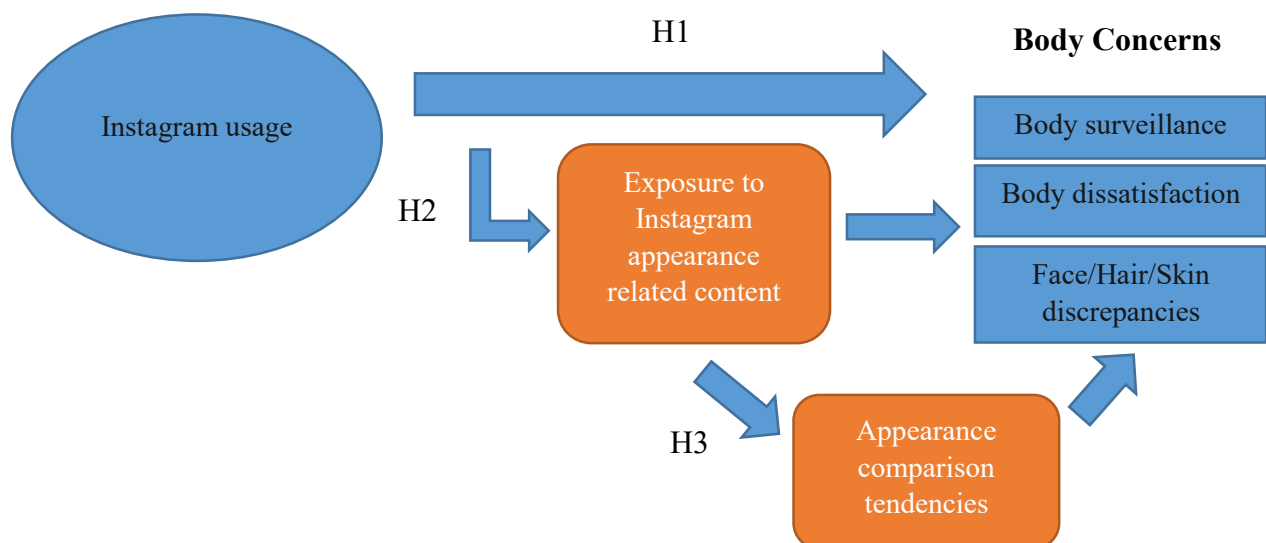 H1
Body Concerns
Instagram usage
Body surveillance
H2
Exposure to
Instagram
appearance
related content
Body dissatisfaction
Face/Hair/Skin
discrepancies
H3
Appearance
comparison
tendencies